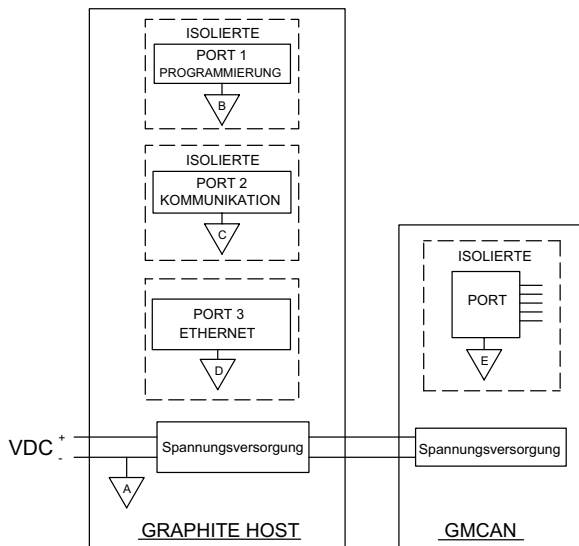 ISOLIERTE
PORT 1
PROGRAMMIERUNG
B
ISOLIERTE
PORT 2
KOMMUNIKATION
C
PORT 3
ETHERNET
D
VDC + -
Spannungsversorgung
A
GRAPHITE HOST
ISOLIERTE
PORT
E
Spannungsversorgung
GMCAN